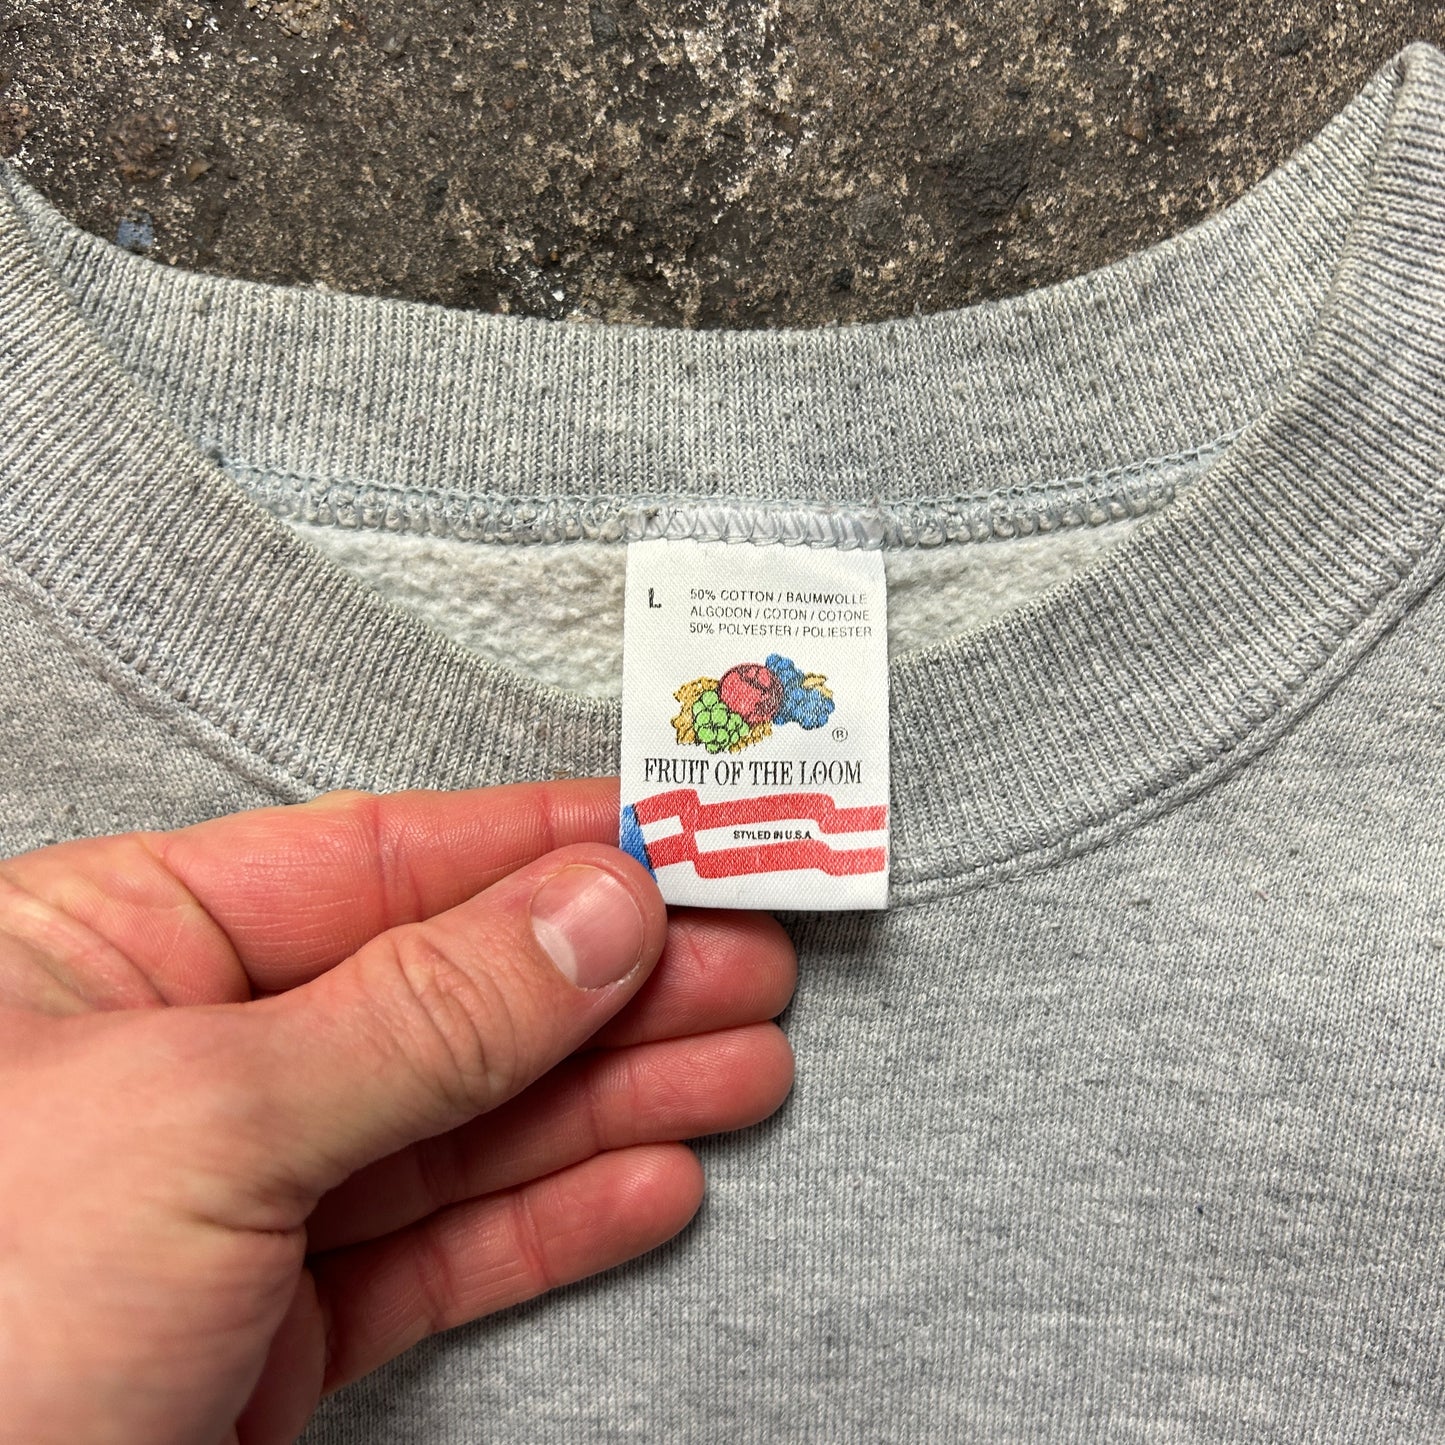 L
50% COTTON / BAUMWOLLE
ALGODON / COTON / COTONE
50% POLYESTER / POLIESTER
®
FRUIT OF THE LOOM
STYLED IN U.S.A.